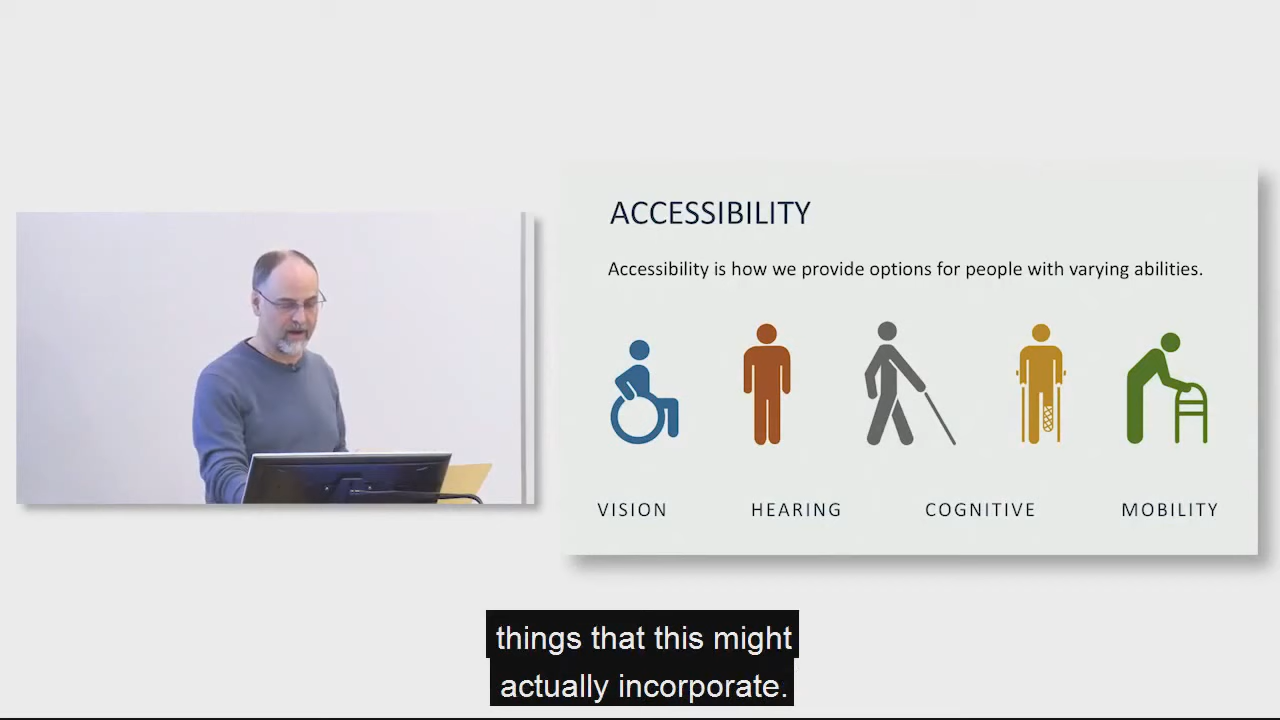 ACCESSIBILITY
Accessibility is how we provide options for people with varying abilities.
VISION HEARING COGNITIVE MOBILITY
things that this might
actually incorporate.